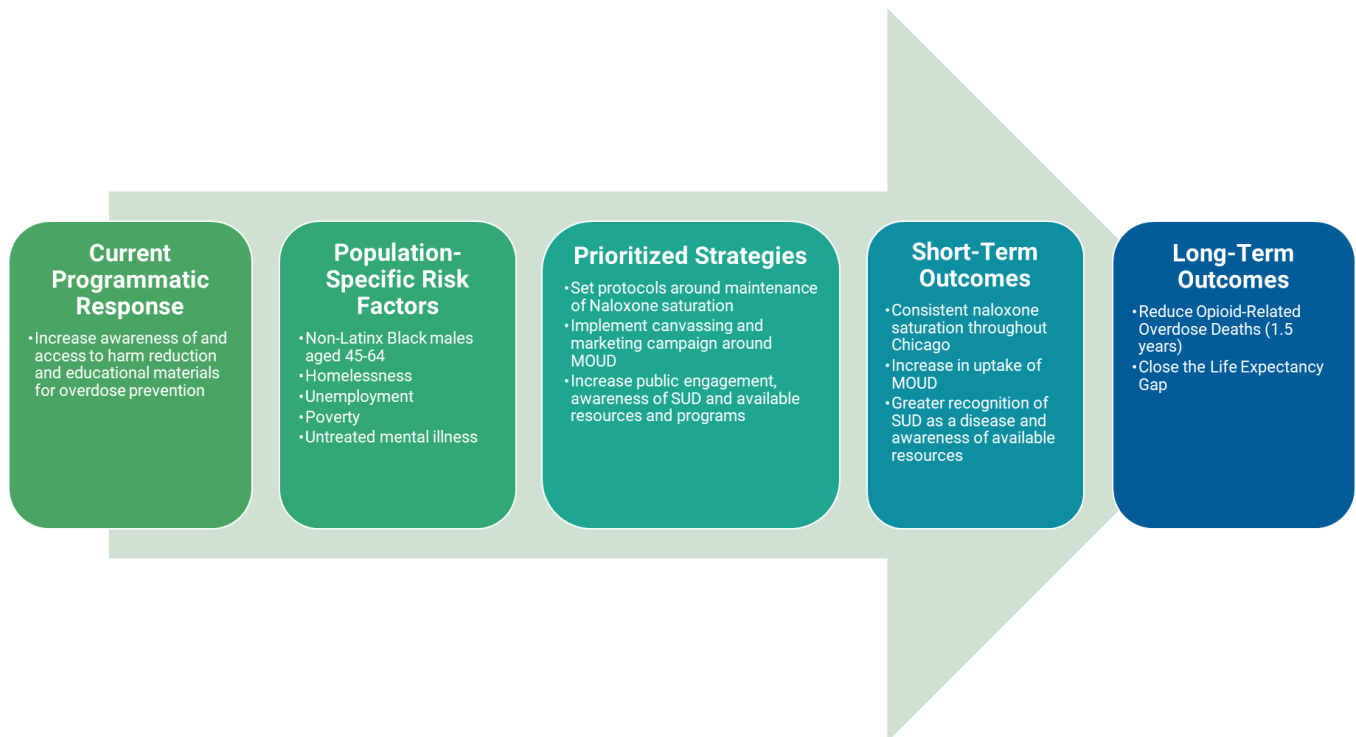 Current
Programmatic
Response
•Increase awareness of and
access to harm reduction
and educational materials
for overdose prevention
Population-
Specific Risk
Factors
•Non-Latinx Black males
aged 45-64
•Homelessness
•Unemployment
•Poverty
•Untreated mental illness
Prioritized Strategies
•Set protocols around maintenance
of Naloxone saturation
•Implement canvassing and
marketing campaign around
MOUD
•Increase public engagement,
awareness of SUD and available
resources and programs
Short-Term
Outcomes
•Consistent naloxone
saturation throughout
Chicago
•Increase in uptake of
MOUD
•Greater recognition of
SUD as a disease and
awareness of available
resources
Long-Term
Outcomes
•Reduce Opioid-Related
Overdose Deaths (1.5
years)
•Close the Life Expectancy
Gap